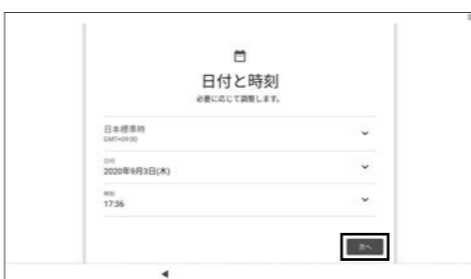 日付と時刻
必要に応じて調整します。
日本標準時
GMT+09:00
日付
2020年9月3日(木)
時刻
17:36
次へ